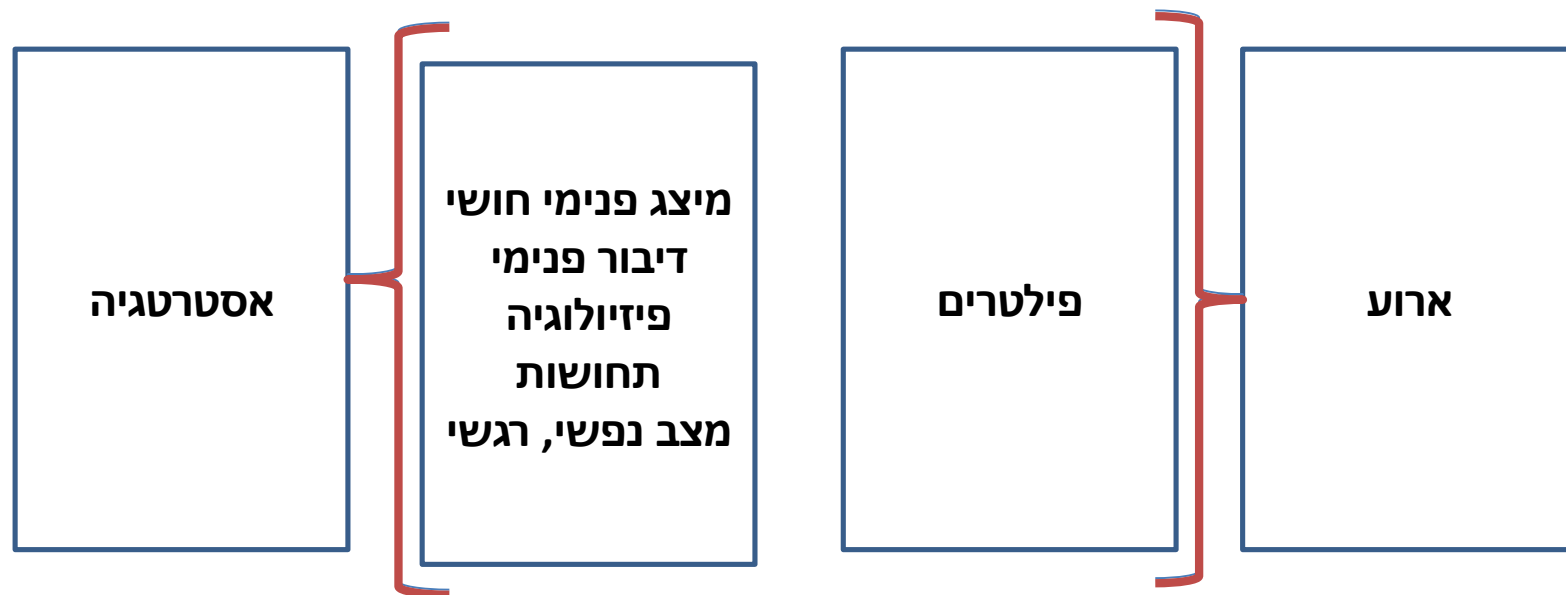 ארוע
פילטרים
מיצג פנימי חושי
דיבור פנימי
פיזיולוגיה
תחושות
מצב נפשי, רגשי
אסטרטגיה